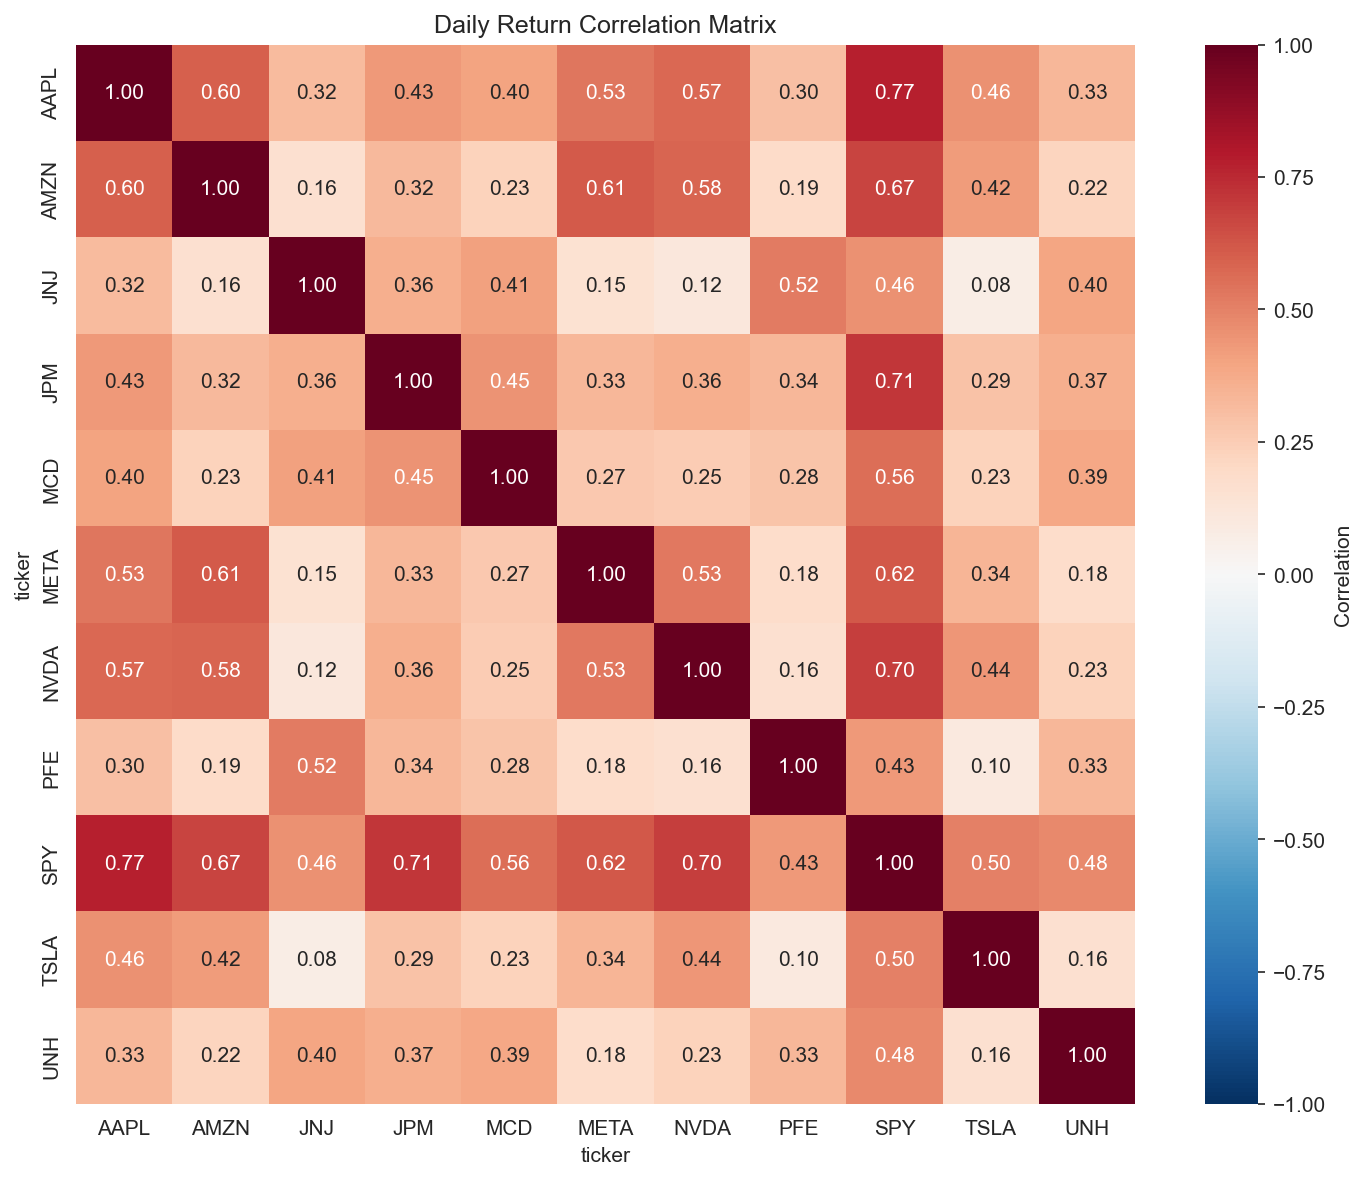 Daily Return Correlation Matrix
AAPL 1.00 0.60 0.32 0.43 0.40 0.53 0.57 0.30 0.77 0.46 0.33
AMZN 0.60 1.00 0.16 0.32 0.23 0.61 0.58 0.19 0.67 0.42 0.22
JNJ 0.32 0.16 1.00 0.36 0.41 0.15 0.12 0.52 0.46 0.08 0.40
JPM 0.43 0.32 0.36 1.00 0.45 0.33 0.36 0.34 0.71 0.29 0.37
MCD 0.40 0.23 0.41 0.45 1.00 0.27 0.25 0.28 0.56 0.23 0.39
META 0.53 0.61 0.15 0.33 0.27 1.00 0.53 0.18 0.62 0.34 0.18
NVDA 0.57 0.58 0.12 0.36 0.25 0.53 1.00 0.16 0.70 0.44 0.23
PFE 0.30 0.19 0.52 0.34 0.28 0.18 0.16 1.00 0.43 0.10 0.33
SPY 0.77 0.67 0.46 0.71 0.56 0.62 0.70 0.43 1.00 0.50 0.48
TSLA 0.46 0.42 0.08 0.29 0.23 0.34 0.44 0.10 0.50 1.00 0.16
UNH 0.33 0.22 0.40 0.37 0.39 0.18 0.23 0.33 0.48 0.16 1.00
AAPL AMZN JNJ JPM MCD META NVDA PFE SPY TSLA UNH
ticker
ticker
1.00
0.75
0.50
0.25
0.00
−0.25
−0.50
−0.75
−1.00
Correlation